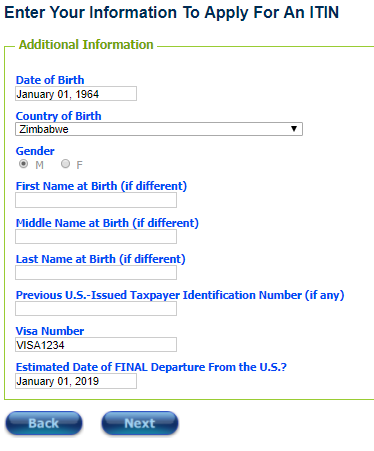 Enter Your Information To Apply For An ITIN
Additional Information
Date of Birth
January 01, 1964
Country of Birth
Zimbabwe
Gender
M F
First Name at Birth (if different)
Middle Name at Birth (if different)
Last Name at Birth (if different)
Previous U.S.-Issued Taxpayer Identification Number (if any)
Visa Number
VISA1234
Estimated Date of FINAL Departure From the U.S.?
January 01, 2019
Back Next